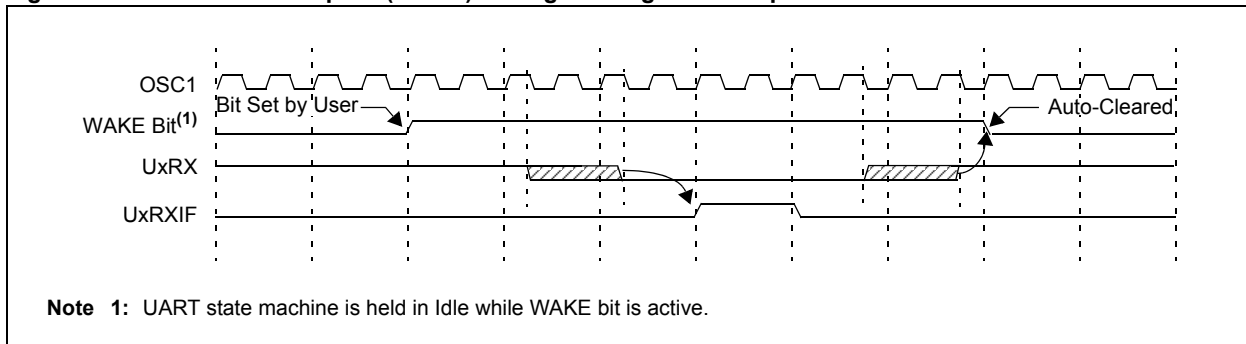 OSC1
Bit Set by User
Auto-Cleared
WAKE Bit(1)
UxRX
UxRXIF
Note 1: UART state machine is held in Idle while WAKE bit is active.